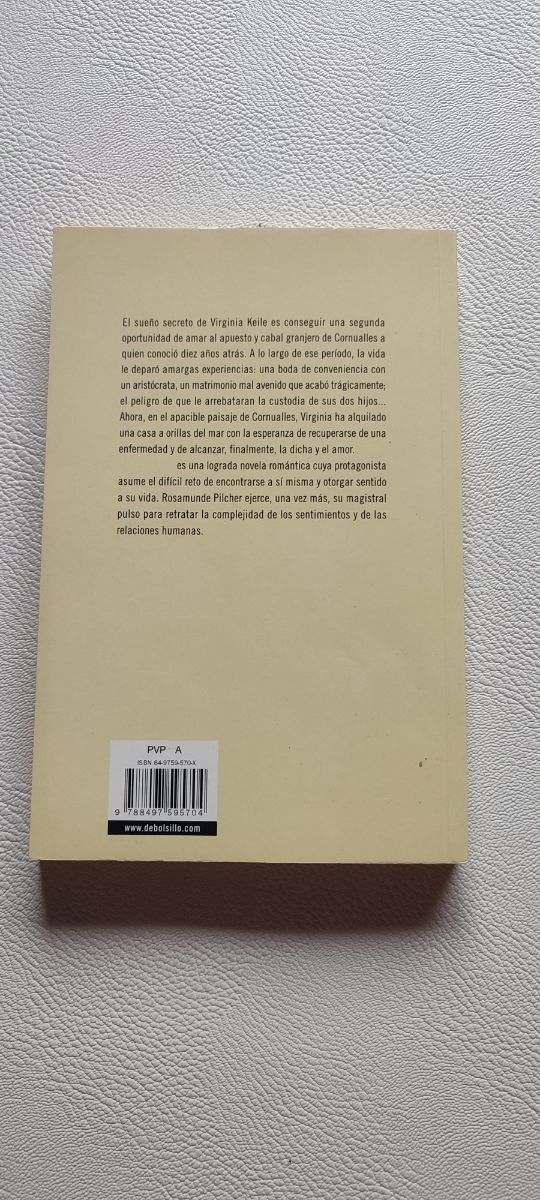 El sueño secreto de Virginia Keile es conseguir una segunda
oportunidad de amar al apuesto y cabal granjero de Cornualles a
quien conoció diez años atrás. A lo largo de ese período, la vida
le deparó amargas experiencias: una boda de conveniencia con
un aristócrata, un matrimonio mal avenido que acabó trágicamente;
el peligro de que le arrebataran la custodia de sus dos hijos...
Ahora, en el apacible paisaje de Cornualles, Virginia ha alquilado
una casa a orillas del mar con la esperanza de recuperarse de una
enfermedad y de alcanzar, finalmente, la dicha y el amor.
es una lograda novela romántica cuya protagonista
asume el difícil reto de encontrarse a sí misma y otorgar sentido
a su vida. Rosamunde Pilcher ejerce, una vez más, su magistral
pulso para retratar la complejidad de los sentimientos y de las
relaciones humanas.
PVP A
ISBN 84-9759-570-X
9 788497 595704
www.debolsillo.com